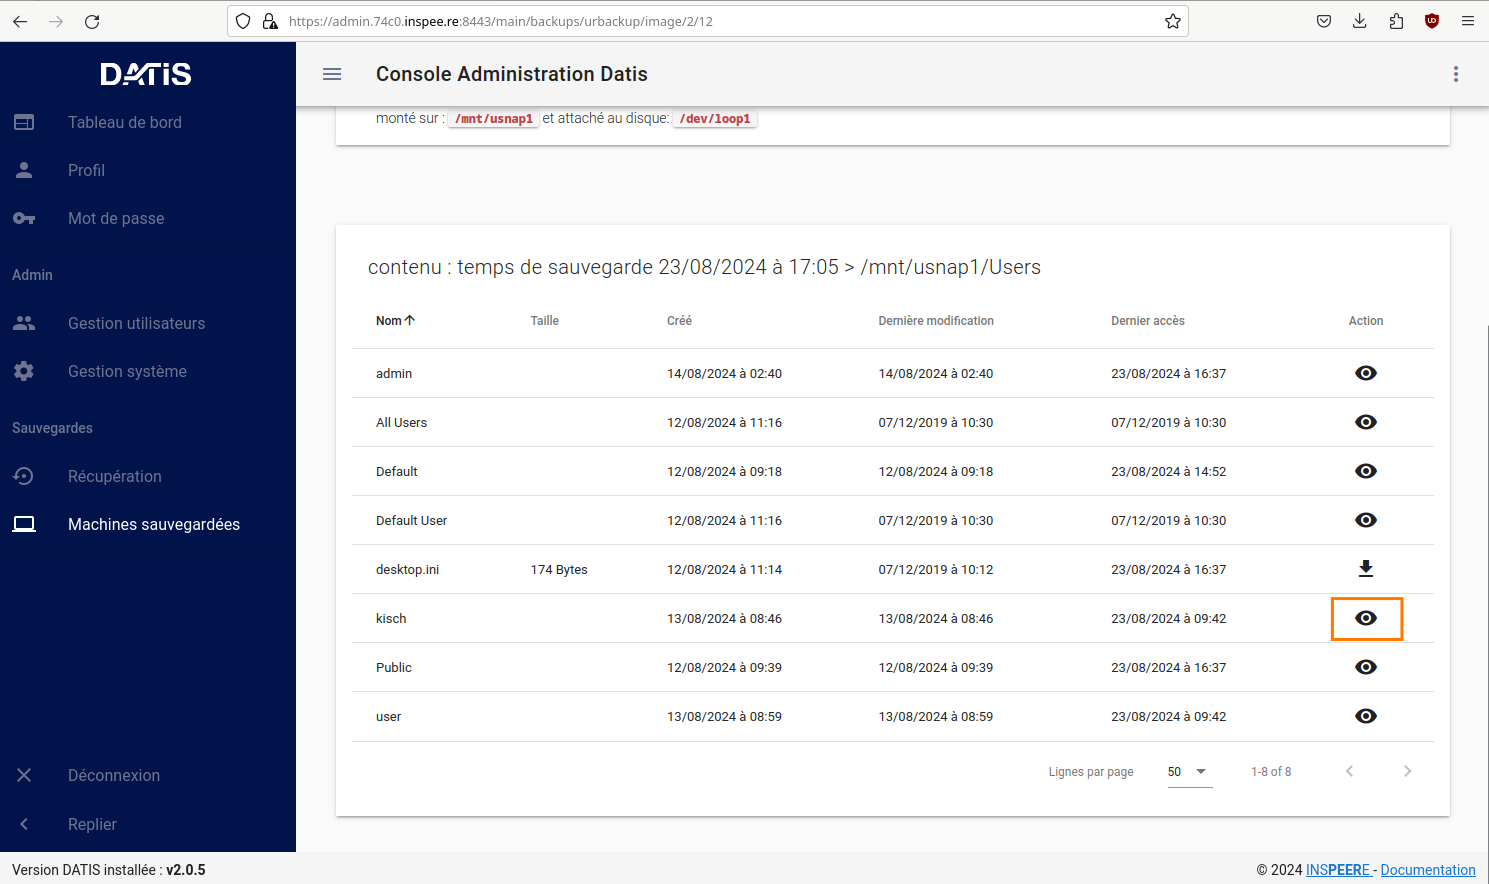 https://admin.74c0.inspee.re:8443/main/backups/urbackup/image/2/12
DATiS
Console Administration Datis
Tableau de bord
Profil
Mot de passe
Admin
Gestion utilisateurs
Gestion système
Sauvegardes
Récupération
Machines sauvegardées
Déconnexion
Replier
monté sur : /mnt/usnap1 et attaché au disque: /dev/loop1
contenu : temps de sauvegarde 23/08/2024 à 17:05 > /mnt/usnap1/Users
Nom Taille Créé Dernière modification Dernier accès Action
admin 14/08/2024 à 02:40 14/08/2024 à 02:40 23/08/2024 à 16:37
All Users 12/08/2024 à 11:16 07/12/2019 à 10:30 07/12/2019 à 10:30
Default 12/08/2024 à 09:18 12/08/2024 à 09:18 23/08/2024 à 14:52
Default User 12/08/2024 à 11:16 07/12/2019 à 10:30 07/12/2019 à 10:30
desktop.ini 174 Bytes 12/08/2024 à 11:14 07/12/2019 à 10:12 23/08/2024 à 16:37
kisch 13/08/2024 à 08:46 13/08/2024 à 08:46 23/08/2024 à 09:42
Public 12/08/2024 à 09:39 12/08/2024 à 09:39 23/08/2024 à 16:37
user 13/08/2024 à 08:59 13/08/2024 à 08:59 23/08/2024 à 09:42
Lignes par page 50 1-8 of 8
Version DATIS installée : v2.0.5
© 2024 INSPEERE - Documentation